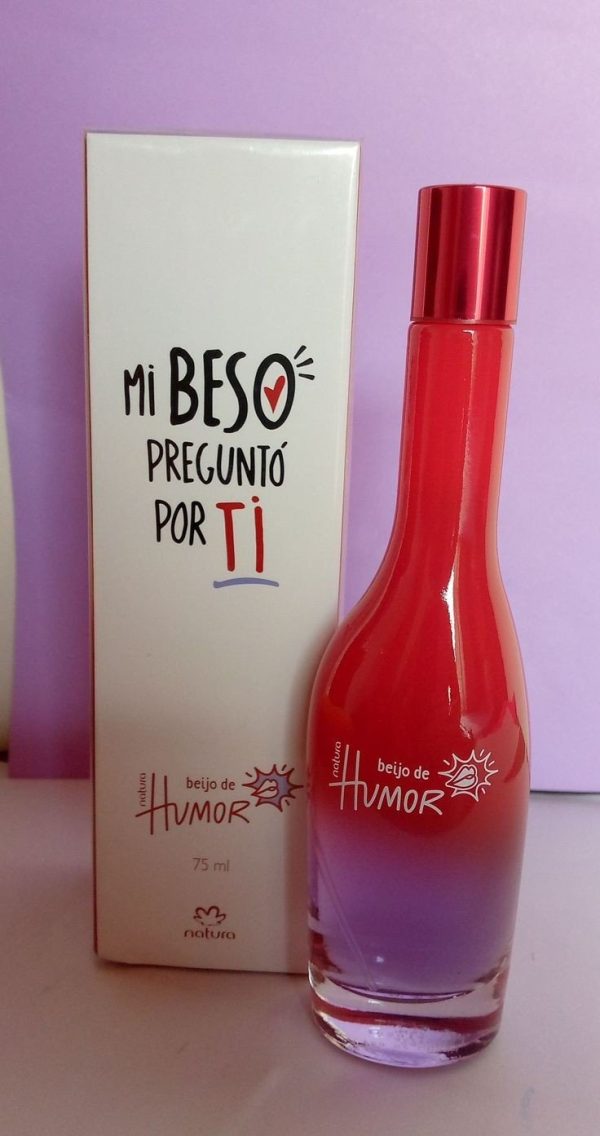 Mi BESO
PREGUNTÓ
POR Ti
natura
beijo de
HUMOR
75 ml
natura
natura
beijo de
HUMOR